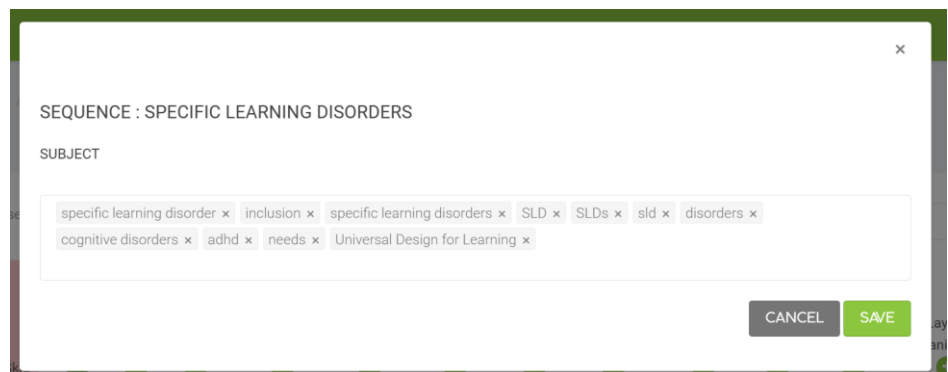 ×
SEQUENCE : SPECIFIC LEARNING DISORDERS
SUBJECT
specific learning disorder × inclusion × specific learning disorders × SLD × SLDs × sld × disorders ×
cognitive disorders × adhd × needs × Universal Design for Learning ×
CANCEL SAVE